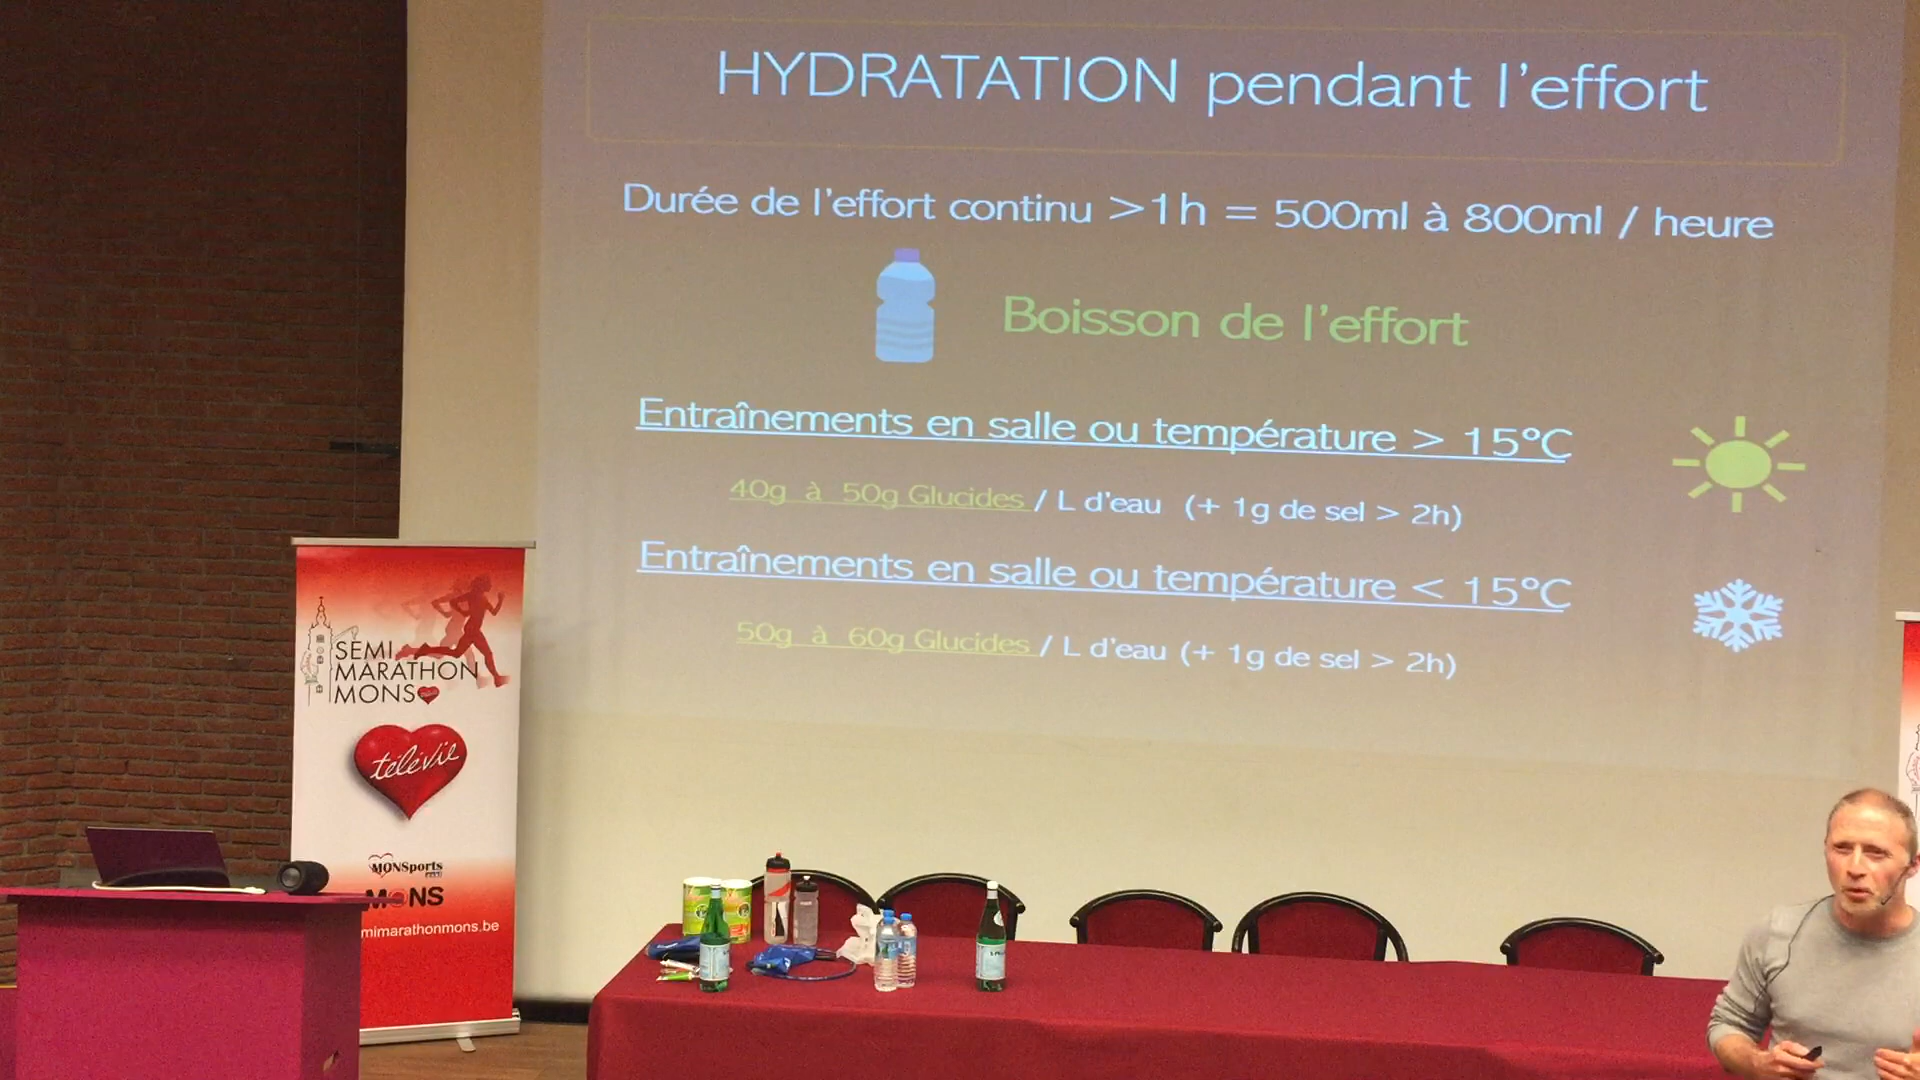 HYDRATATION pendant l'effort
Durée de l'effort continu >1h = 500ml à 800ml / heure
Boisson de l'effort
Entraînements en salle ou température > 15°C
40g à 50g Glucides / L d'eau (+ 1g de sel > 2h)
Entraînements en salle ou température < 15°C
50g à 60g Glucides / L d'eau (+ 1g de sel > 2h)
SEMI
MARATHON
MONS
télévie
MONSports
MONS
mimarathonmons.be